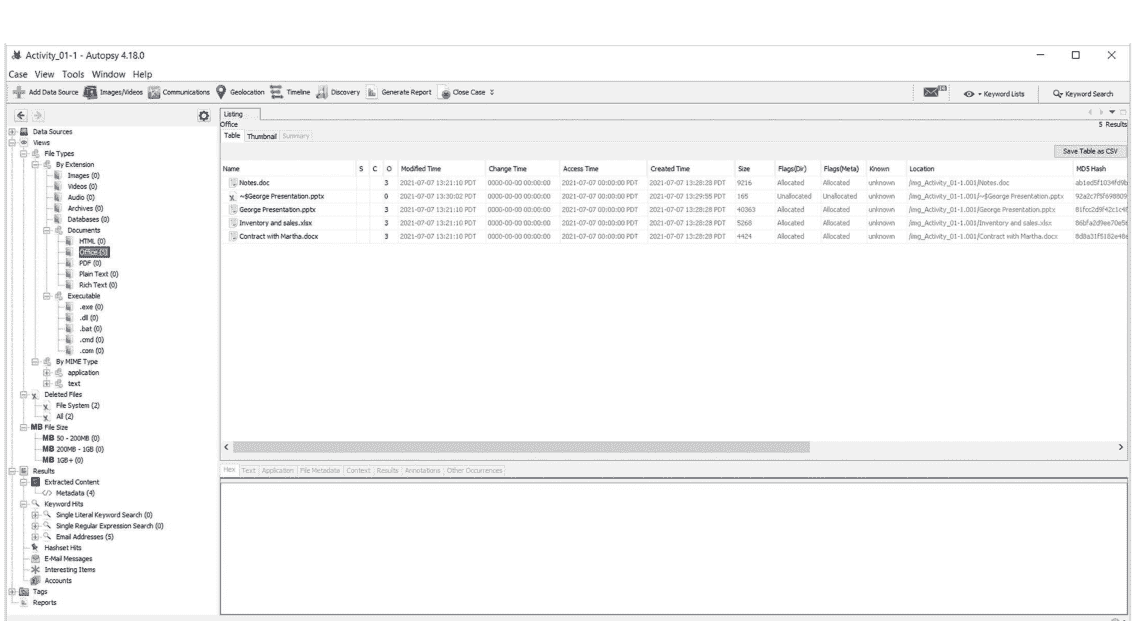 Activity_01-1 - Autopsy 4.18.0
Case View Tools Window Help
Add Data Source Images/Videos Communications Geolocation Timeline Discovery Generate Report Close Case Keyword Lists Keyword Search
Listing
Office
5 Results
Table Thumbnail Summary
Save Table as CSV
Name S C O Modified Time Change Time Access Time Created Time Size Flags(Dir) Flags(Meta) Known Location MD5 Hash
Notes.doc 3 2021-07-07 13:21:10 PDT 0000-00-00 00:00:00 2021-07-07 00:00:00 PDT 2021-07-07 13:28:28 PDT 9216 Allocated Allocated unknown /img_Activity_01-1.001/Notes.doc
~$George Presentation.pptx 0 2021-07-07 13:30:02 PDT 0000-00-00 00:00:00 2021-07-07 00:00:00 PDT 2021-07-07 13:29:55 PDT 165 Unallocated Unallocated unknown /img_Activity_01-1.001/~$George Presentation.pptx
George Presentation.pptx 3 2021-07-07 13:21:10 PDT 0000-00-00 00:00:00 2021-07-07 00:00:00 PDT 2021-07-07 13:28:28 PDT 40363 Allocated Allocated unknown /img_Activity_01-1.001/George Presentation.pptx
Inventory and sales.xlsx 3 2021-07-07 13:21:10 PDT 0000-00-00 00:00:00 2021-07-07 00:00:00 PDT 2021-07-07 13:28:28 PDT 5268 Allocated Allocated unknown /img_Activity_01-1.001/Inventory and sales.xlsx
Contract with Martha.docx 3 2021-07-07 13:21:10 PDT 0000-00-00 00:00:00 2021-07-07 00:00:00 PDT 2021-07-07 13:28:28 PDT 4424 Allocated Allocated unknown /img_Activity_01-1.001/Contract with Martha.docx
Data Sources
Views
File Types
By Extension
Images (0)
Videos (0)
Audio (0)
Archives (0)
Databases (0)
Documents
HTML (0)
Office (5)
PDF (0)
Plain Text (0)
Rich Text (0)
Executable
.exe (0)
.dll (0)
.bat (0)
.cmd (0)
.com (0)
By MIME Type
application
text
Deleted Files
File System (2)
All (2)
MB File Size
MB 50 - 200MB (0)
MB 200MB - 1GB (0)
MB 1GB+ (0)
Results
Extracted Content
Metadata (4)
Keyword Hits
Single Literal Keyword Search (0)
Single Regular Expression Search (0)
Email Addresses (5)
Hashset Hits
E-Mail Messages
Interesting Items
Accounts
Tags
Reports
Hex Text Application File Metadata Context Results Annotations Other Occurrences